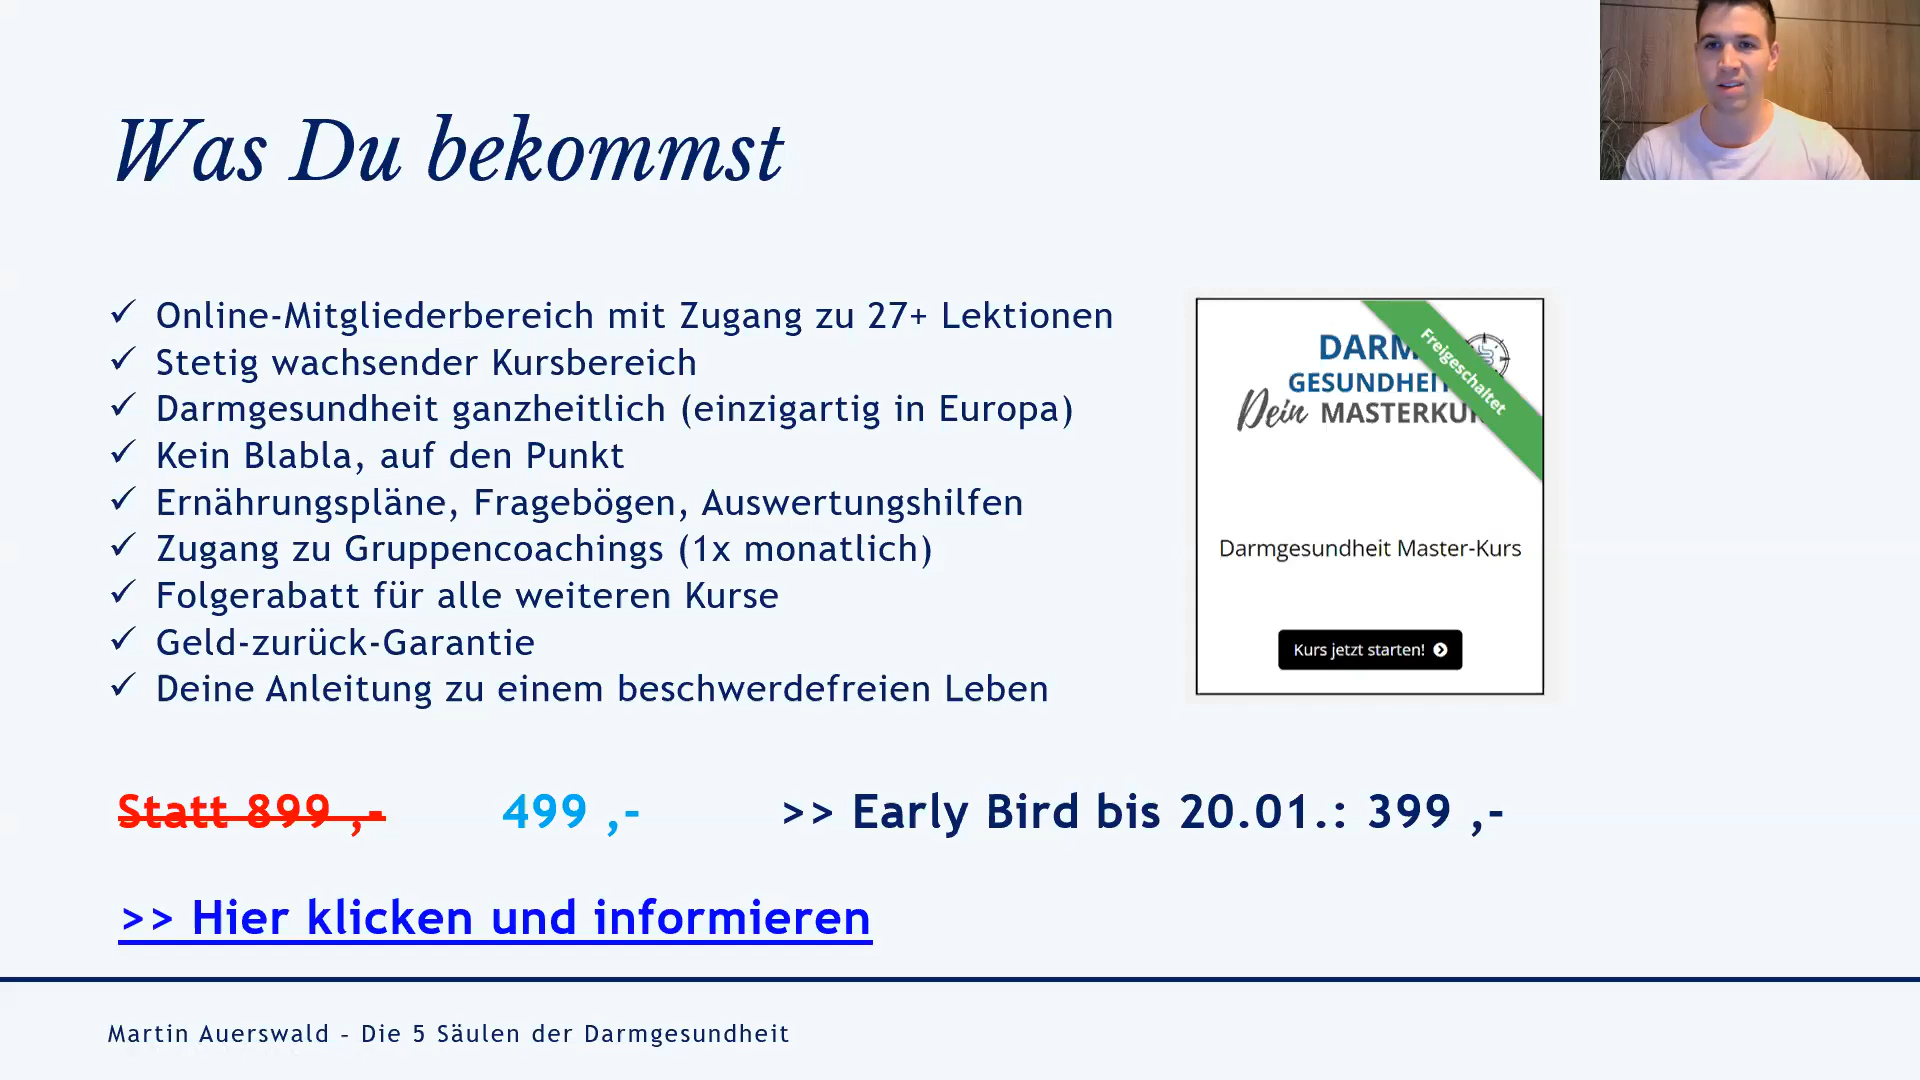 Was Du bekommst
✓ Online-Mitgliederbereich mit Zugang zu 27+ Lektionen
✓ Stetig wachsender Kursbereich
✓ Darmgesundheit ganzheitlich (einzigartig in Europa)
✓ Kein Blabla, auf den Punkt
✓ Ernährungspläne, Fragebögen, Auswertungshilfen
✓ Zugang zu Gruppencoachings (1x monatlich)
✓ Folgerabatt für alle weiteren Kurse
✓ Geld-zurück-Garantie
✓ Deine Anleitung zu einem beschwerdefreien Leben
DARM
GESUNDHEIT
Dein MASTERKUR
Freigeschaltet
Darmgesundheit Master-Kurs
Kurs jetzt starten!
Statt 899 ,- 499 ,- >> Early Bird bis 20.01.: 399 ,-
>> Hier klicken und informieren
Martin Auerswald – Die 5 Säulen der Darmgesundheit